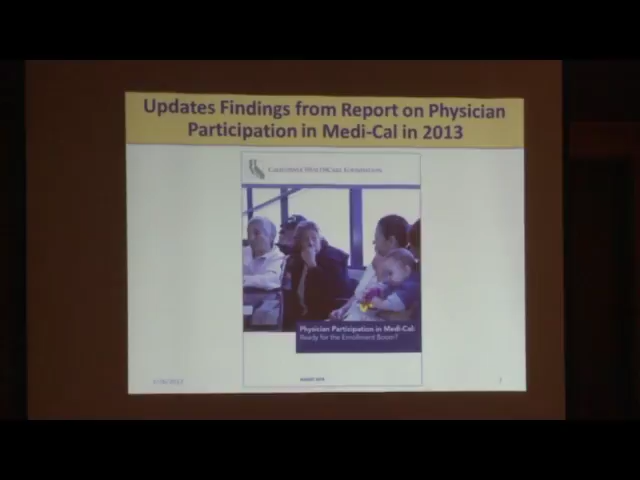 Updates Findings from Report on Physician
Participation in Medi-Cal in 2013
California HealthCare Foundation
Physician Participation in Medi-Cal:
Ready for the Enrollment Boom?